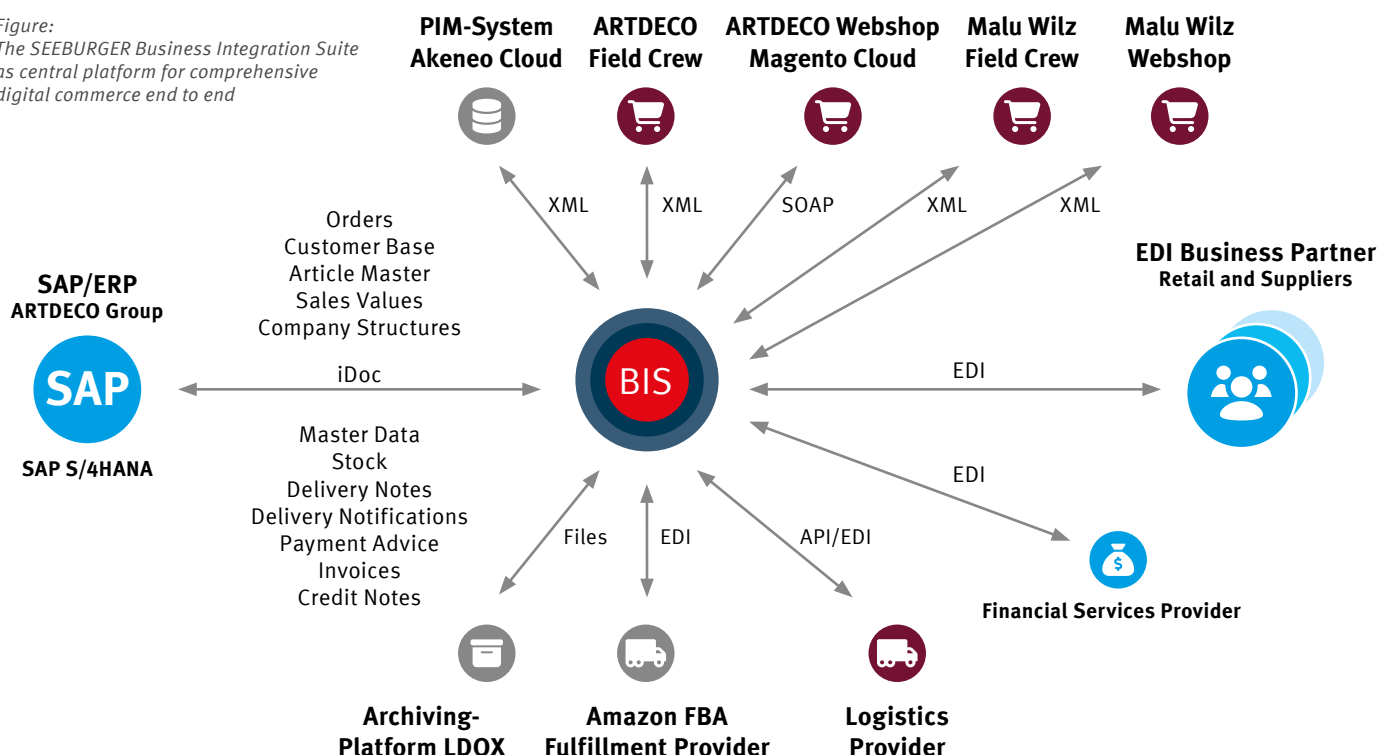 Figure:
The SEEBURGER Business Integration Suite
as central platform for comprehensive
digital commerce end to end
PIM-System
Akeneo Cloud
ARTDECO
Field Crew
ARTDECO Webshop
Magento Cloud
Malu Wilz
Field Crew
Malu Wilz
Webshop
XML
XML
SOAP
XML
XML
Orders
Customer Base
Article Master
Sales Values
Company Structures
SAP/ERP
ARTDECO Group
SAP
SAP S/4HANA
iDoc
BIS
EDI
EDI Business Partner
Retail and Suppliers
Master Data
Stock
Delivery Notes
Delivery Notifications
Payment Advice
Invoices
Credit Notes
Files
EDI
API/EDI
EDI
$
Financial Services Provider
Archiving-
Platform LDOX
Amazon FBA
Fulfillment Provider
Logistics
Provider